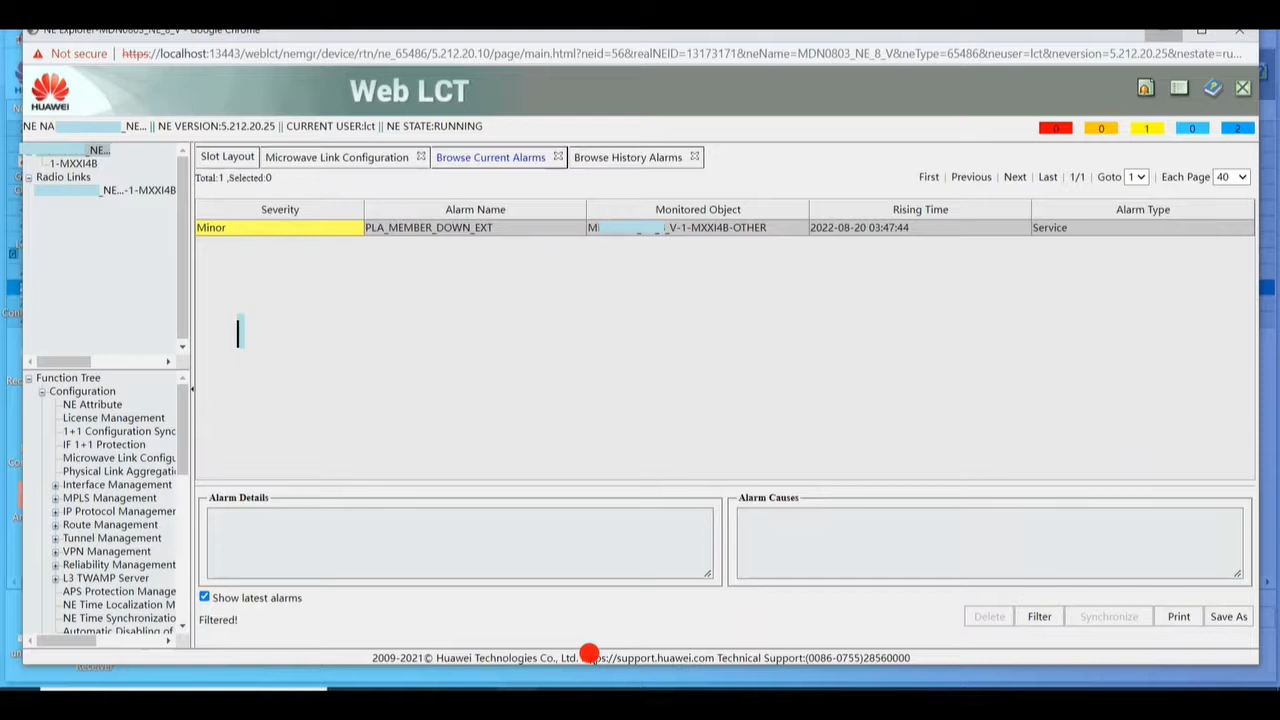 NE Explorer-MDN0803_NE_8_V - Google Chrome
Not secure https://localhost:13443/weblct/nemgr/device/rtn/ne_65486/5.212.20.10/page/main.html?neid=56&realNEID=13173171&neName=MDN0803_NE_8_V&neType=65486&neuser=lct&neversion=5.212.20.25&nestate=ru...
HUAWEI
Web LCT
NE NA _NE... || NE VERSION:5.212.20.25 || CURRENT USER:lct || NE STATE:RUNNING
0 0 1 0 2
_NE...
1-MXXI4B
Radio Links
_NE...-1-MXXI4B
Slot Layout Microwave Link Configuration Browse Current Alarms Browse History Alarms
Total:1 ,Selected:0
First Previous Next Last 1/1 Goto 1 Each Page 40
Severity Alarm Name Monitored Object Rising Time Alarm Type
Minor PLA_MEMBER_DOWN_EXT M _V-1-MXXI4B-OTHER 2022-08-20 03:47:44 Service
Function Tree
Configuration
NE Attribute
License Management
1+1 Configuration Sync
IF 1+1 Protection
Microwave Link Configu
Physical Link Aggregati
Interface Management
MPLS Management
IP Protocol Managemer
Route Management
Tunnel Management
VPN Management
Reliability Management
L3 TWAMP Server
APS Protection Manage
NE Time Localization M
NE Time Synchronizatio
Automatic Disabling of
Alarm Details
Alarm Causes
Show latest alarms
Filtered!
Delete Filter Synchronize Print Save As
2009-2021© Huawei Technologies Co., Ltd. ps://support.huawei.com Technical Support:(0086-0755)28560000
Receiver